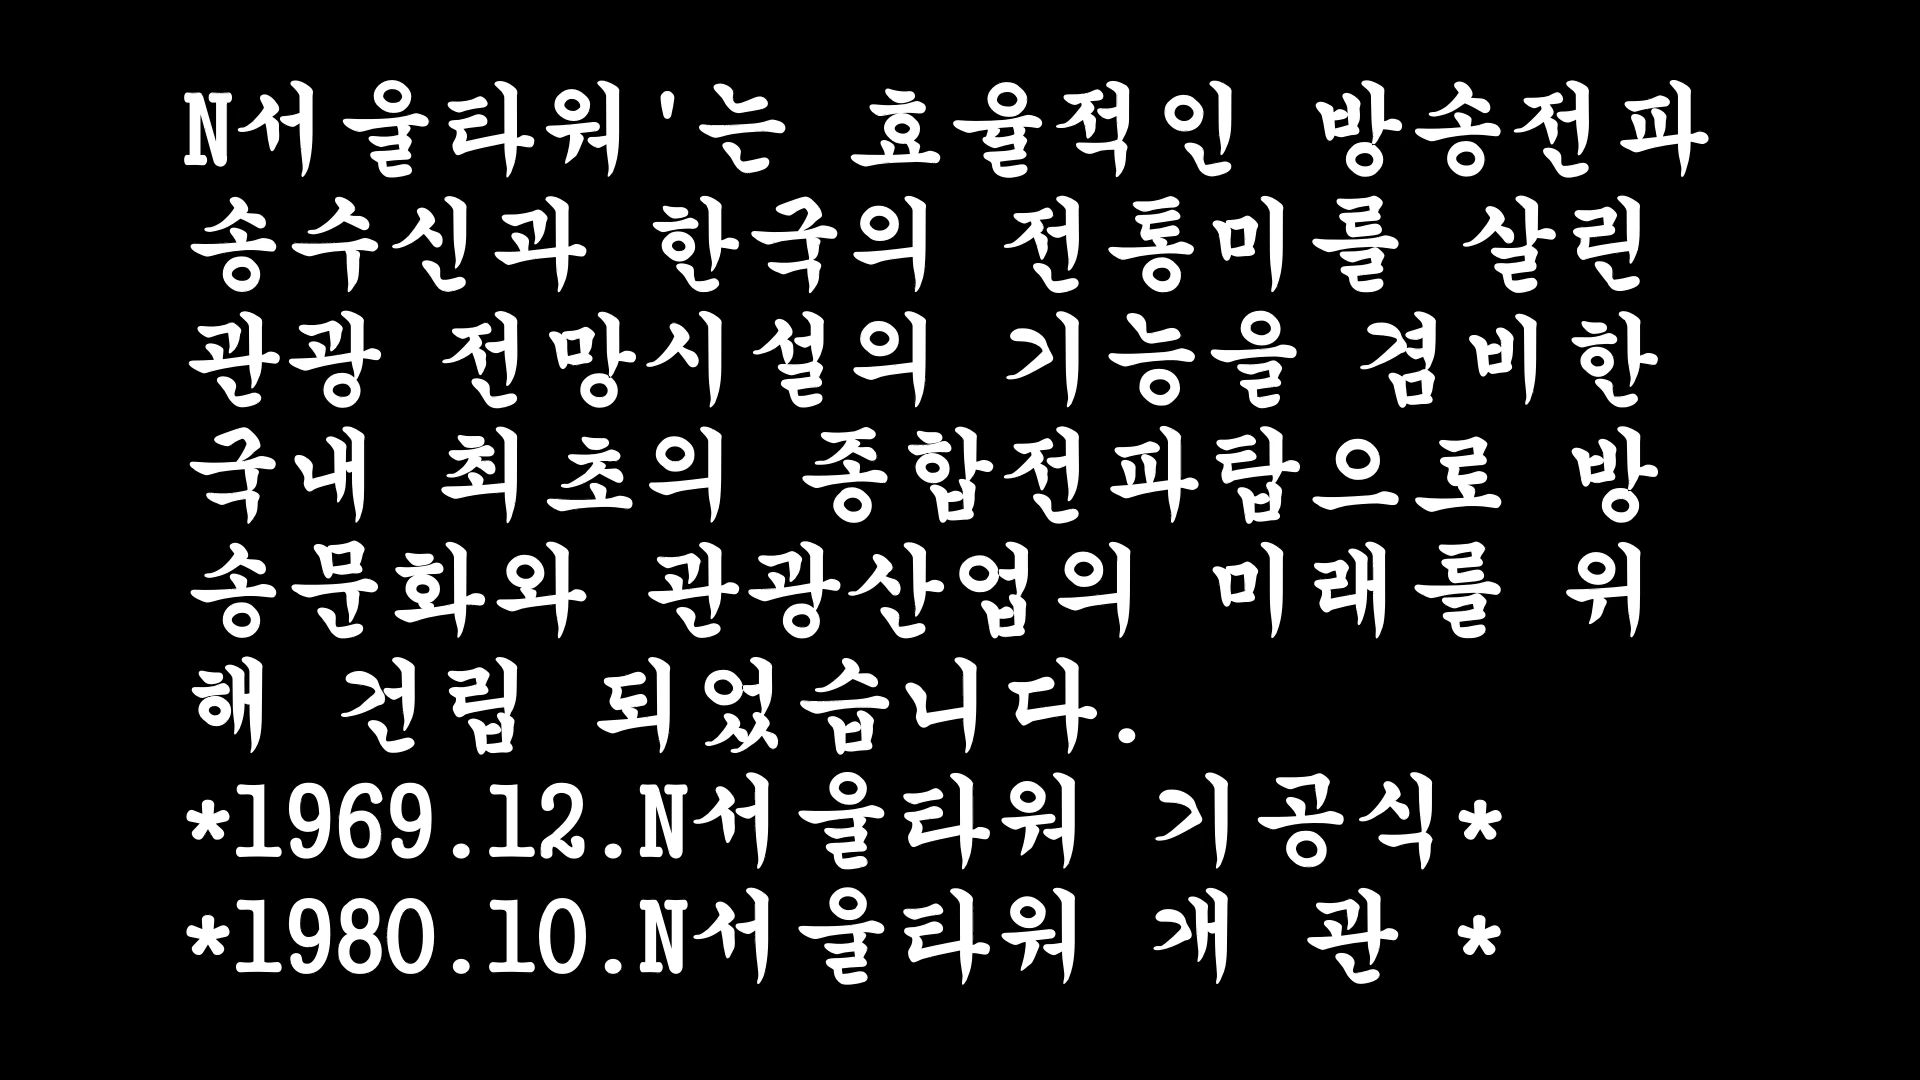 N서울타워'는 효율적인 방송전파
송수신과 한국의 전통미를 살린
관광 전망시설의 기능을 겸비한
국내 최초의 종합전파탑으로 방
송문화와 관광산업의 미래를 위
해 건립 되었습니다.
*1969.12.N서울타워 기공식*
*1980.10.N서울타워 개 관 *